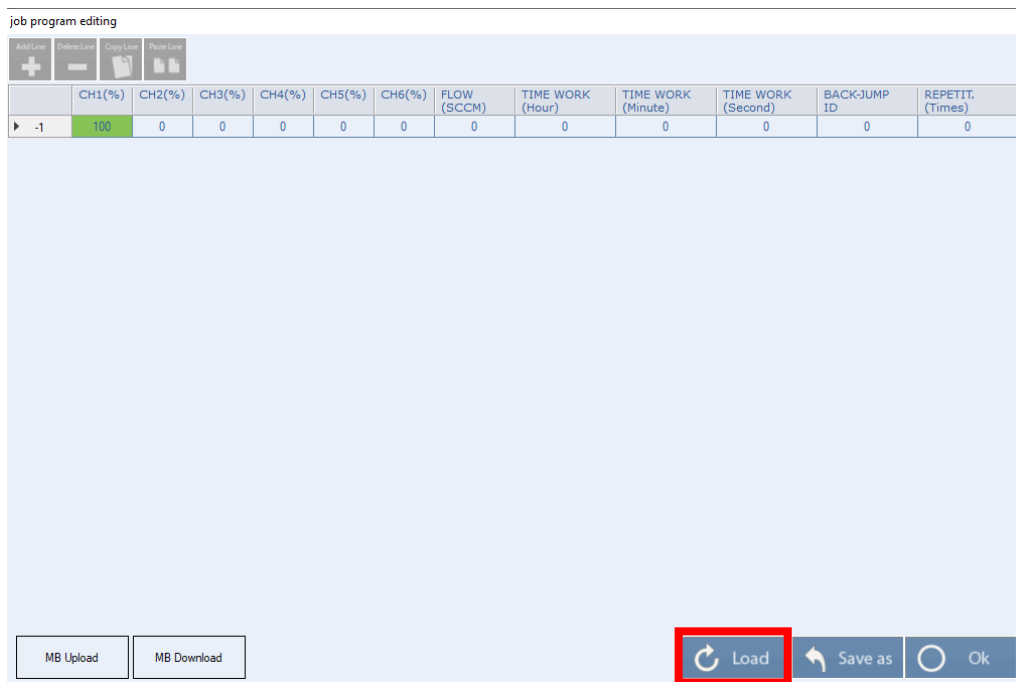 job program editing
Add Line Delete Line Copy Line Paste Line
CH1(%) CH2(%) CH3(%) CH4(%) CH5(%) CH6(%) FLOW (SCCM) TIME WORK (Hour) TIME WORK (Minute) TIME WORK (Second) BACK-JUMP ID REPETIT. (Times)
-1 100 0 0 0 0 0 0 0 0 0 0 0
MB Upload MB Download Load Save as Ok